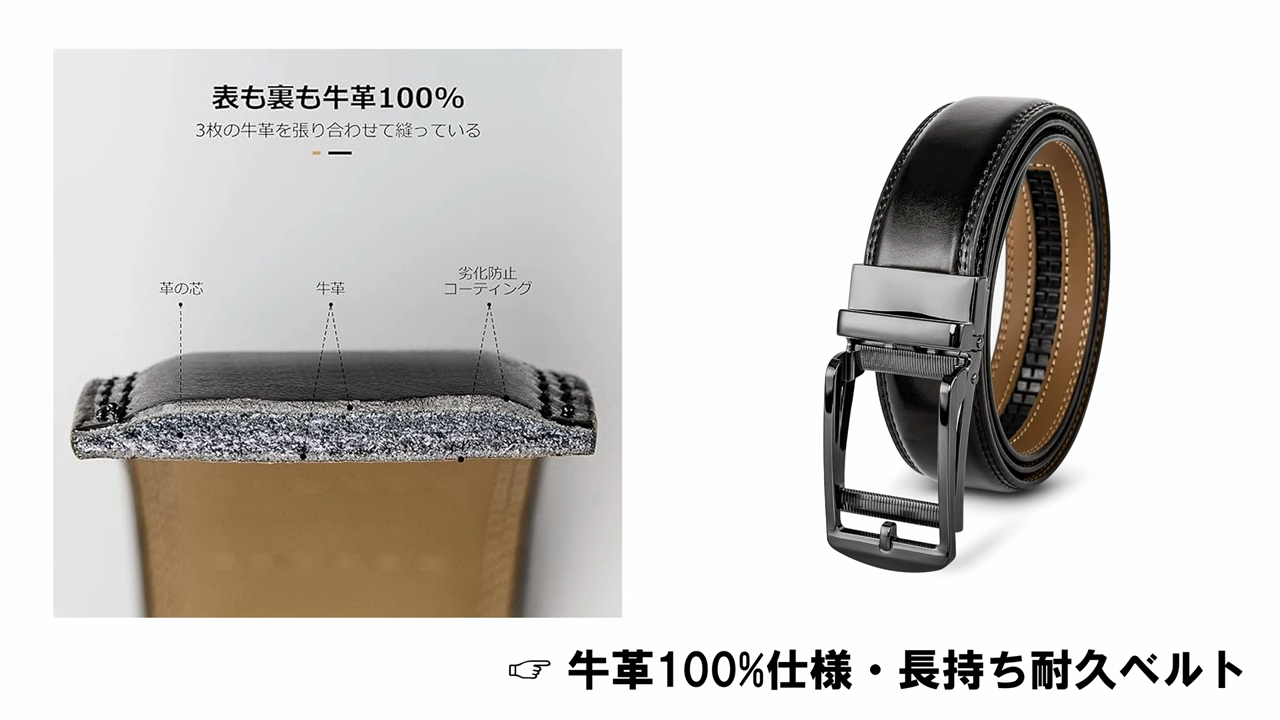 表も裏も牛革100%
3枚の牛革を張り合わせて縫っている
革の芯
牛革
劣化防止
コーティング
☞ 牛革100%仕様・長持ち耐久ベルト